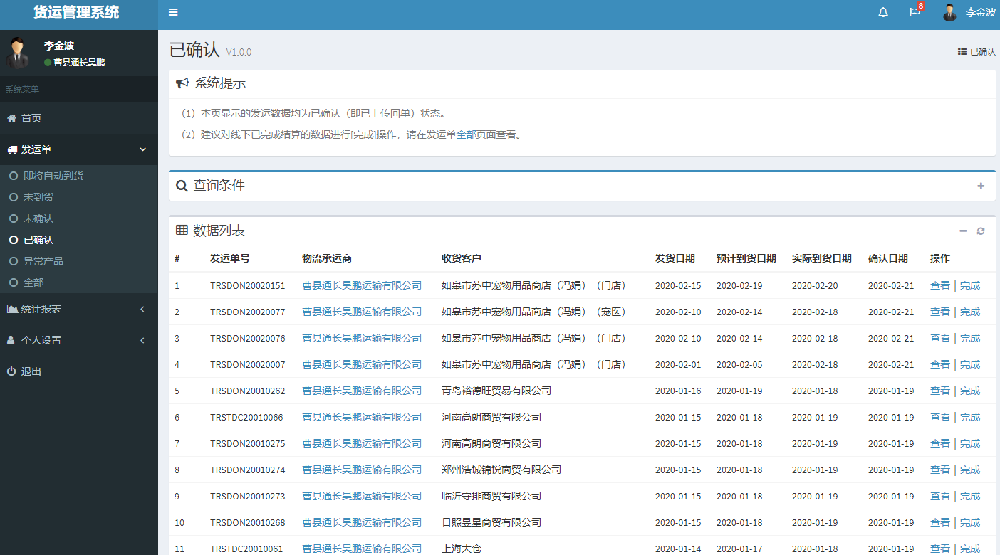 货运管理系统
8
李金波
李金波
曹县通长昊鹏
系统菜单
首页
发运单
即将自动到货
未到货
未确认
已确认
异常产品
全部
统计报表
个人设置
退出
已确认 V1.0.0
已确认
系统提示
（1）本页显示的发运数据均为已确认（即已上传回单）状态。
（2）建议对线下已完成结算的数据进行[完成]操作，请在发运单全部页面查看。
查询条件
数据列表
# 发运单号 物流承运商 收货客户 发货日期 预计到货日期 实际到货日期 确认日期 操作
1 TRSDON20020151 曹县通长昊鹏运输有限公司 如皋市苏中宠物用品商店（冯娟）（门店） 2020-02-15 2020-02-19 2020-02-20 2020-02-21 查看 | 完成
2 TRSDON20020077 曹县通长昊鹏运输有限公司 如皋市苏中宠物用品商店（冯娟）（宠医） 2020-02-10 2020-02-14 2020-02-18 2020-02-21 查看 | 完成
3 TRSDON20020076 曹县通长昊鹏运输有限公司 如皋市苏中宠物用品商店（冯娟）（门店） 2020-02-10 2020-02-14 2020-02-18 2020-02-21 查看 | 完成
4 TRSDON20020007 曹县通长昊鹏运输有限公司 如皋市苏中宠物用品商店（冯娟）（门店） 2020-02-01 2020-02-05 2020-02-18 2020-02-21 查看 | 完成
5 TRSDON20010262 曹县通长昊鹏运输有限公司 青岛裕德旺贸易有限公司 2020-01-16 2020-01-19 2020-01-18 2020-01-19 查看 | 完成
6 TRSTDC20010066 曹县通长昊鹏运输有限公司 河南高朗商贸有限公司 2020-01-15 2020-01-18 2020-01-19 2020-01-19 查看 | 完成
7 TRSDON20010275 曹县通长昊鹏运输有限公司 河南高朗商贸有限公司 2020-01-15 2020-01-18 2020-01-19 2020-01-19 查看 | 完成
8 TRSDON20010274 曹县通长昊鹏运输有限公司 郑州浩铖锦锐商贸有限公司 2020-01-15 2020-01-18 2020-01-19 2020-01-19 查看 | 完成
9 TRSDON20010273 曹县通长昊鹏运输有限公司 临沂守排商贸有限公司 2020-01-15 2020-01-18 2020-01-19 2020-01-19 查看 | 完成
10 TRSDON20010268 曹县通长昊鹏运输有限公司 日照昱星商贸有限公司 2020-01-15 2020-01-18 2020-01-19 2020-01-19 查看 | 完成
11 TRSTDC20010061 曹县通长昊鹏运输有限公司 上海大仓 2020-01-14 2020-01-17 2020-01-18 2020-01-19 查看 | 完成